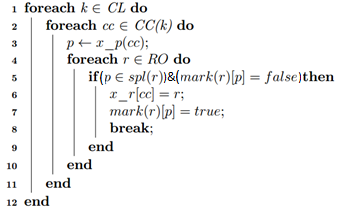 1 foreach k ∈ CL do
2 foreach cc ∈ CC(k) do
3 p ← x_p(cc);
4 foreach r ∈ RO do
5 if(p ∈ spl(r))&(mark(r)[p] = false)then
6 x_r[cc] = r;
7 mark(r)[p] = true;
8 break;
9 end
10 end
11 end
12 end